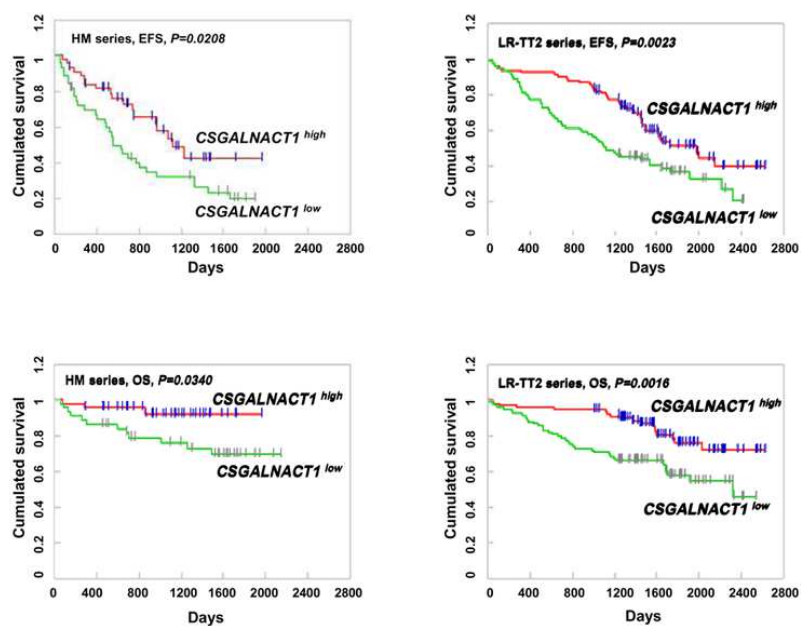 HM series, EFS, P=0.0208
Cumulated survival
1.2
1
0.8
0.6
0.4
0.2
0
CSGALNACT1 high
CSGALNACT1 low
0 400 800 1200 1600 2000 2400 2800
Days
LR-TT2 series, EFS, P=0.0023
Cumulated survival
1.2
1
0.8
0.6
0.4
0.2
0
CSGALNACT1 high
CSGALNACT1 low
0 400 800 1200 1600 2000 2400 2800
Days
HM series, OS, P=0.0340
Cumulated survival
1.2
1
0.8
0.6
0.4
0.2
0
CSGALNACT1 high
CSGALNACT1 low
0 400 800 1200 1600 2000 2400 2800
Days
LR-TT2 series, OS, P=0.0016
Cumulated survival
1.2
1
0.8
0.6
0.4
0.2
0
CSGALNACT1 high
CSGALNACT1 low
0 400 800 1200 1600 2000 2400 2800
Days